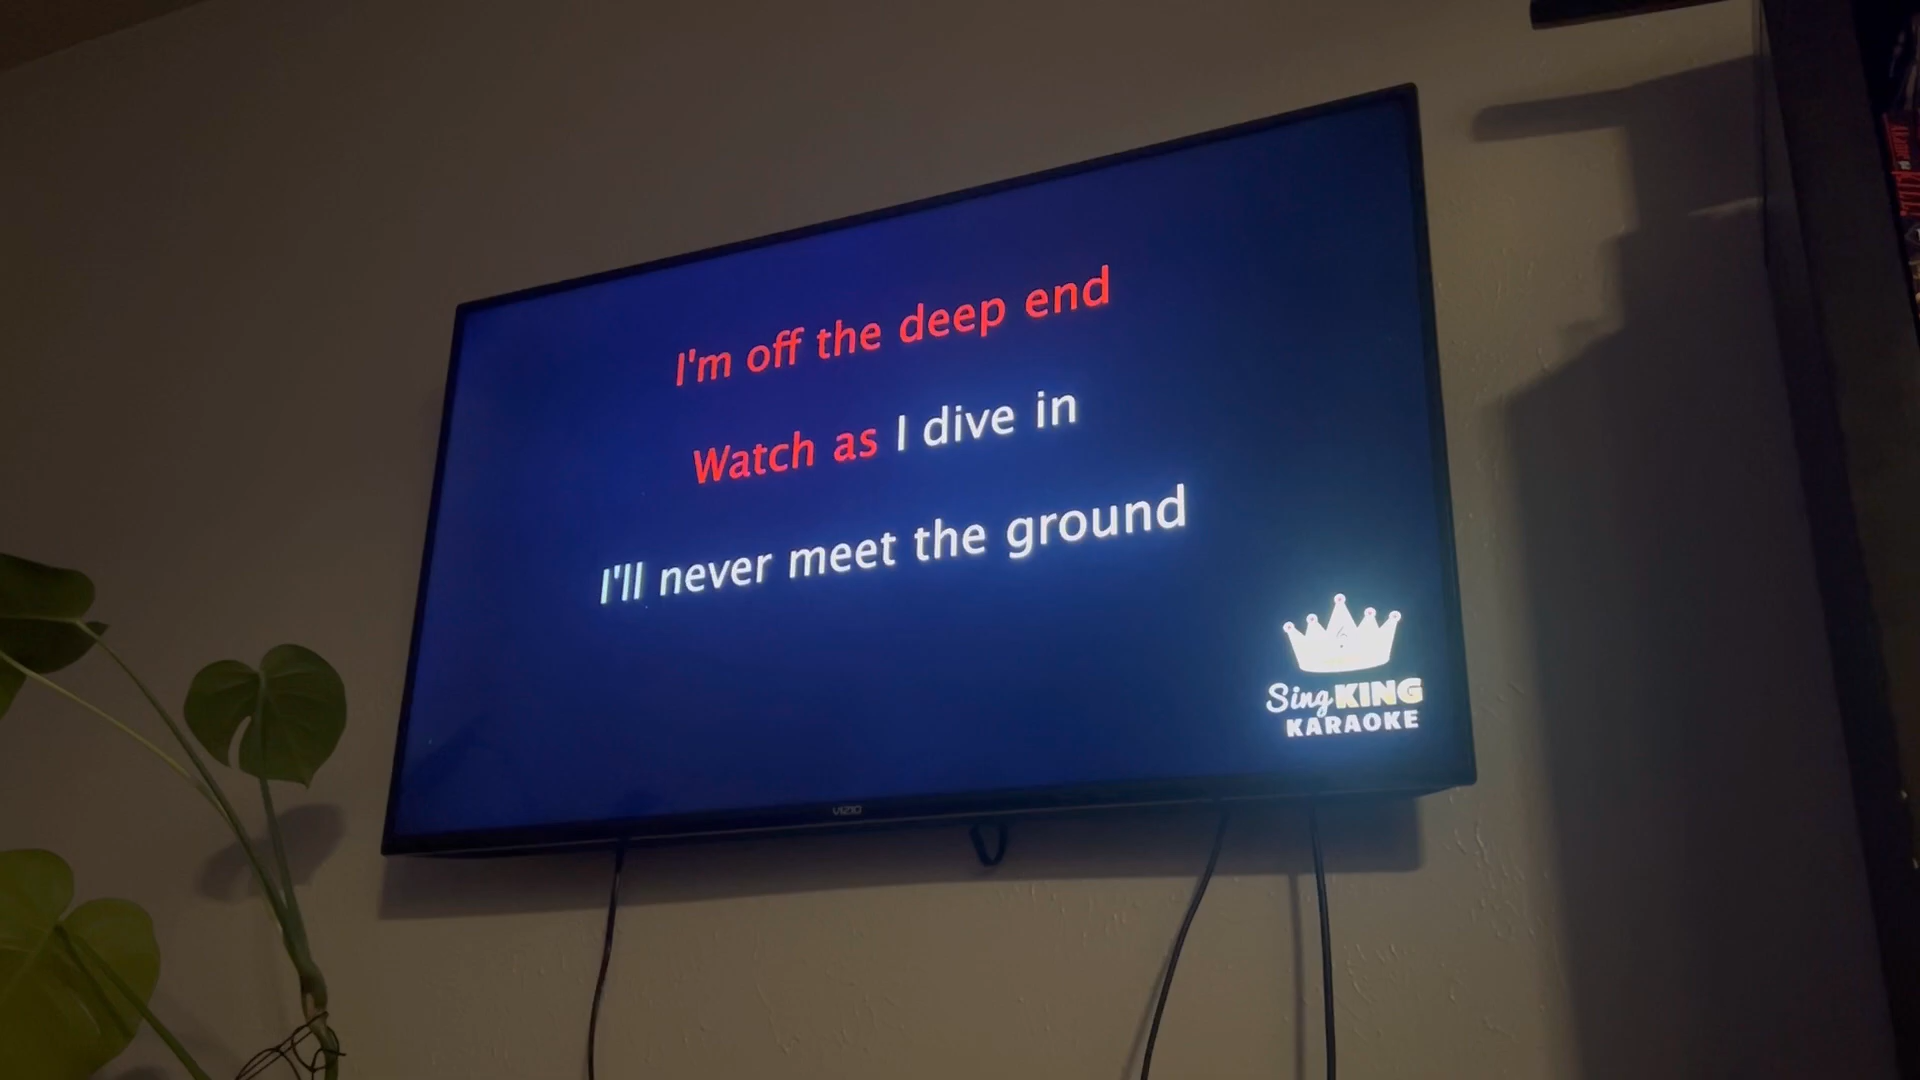 I'm off the deep end
Watch as I dive in
I'll never meet the ground
Sing KING
KARAOKE
VIZIO